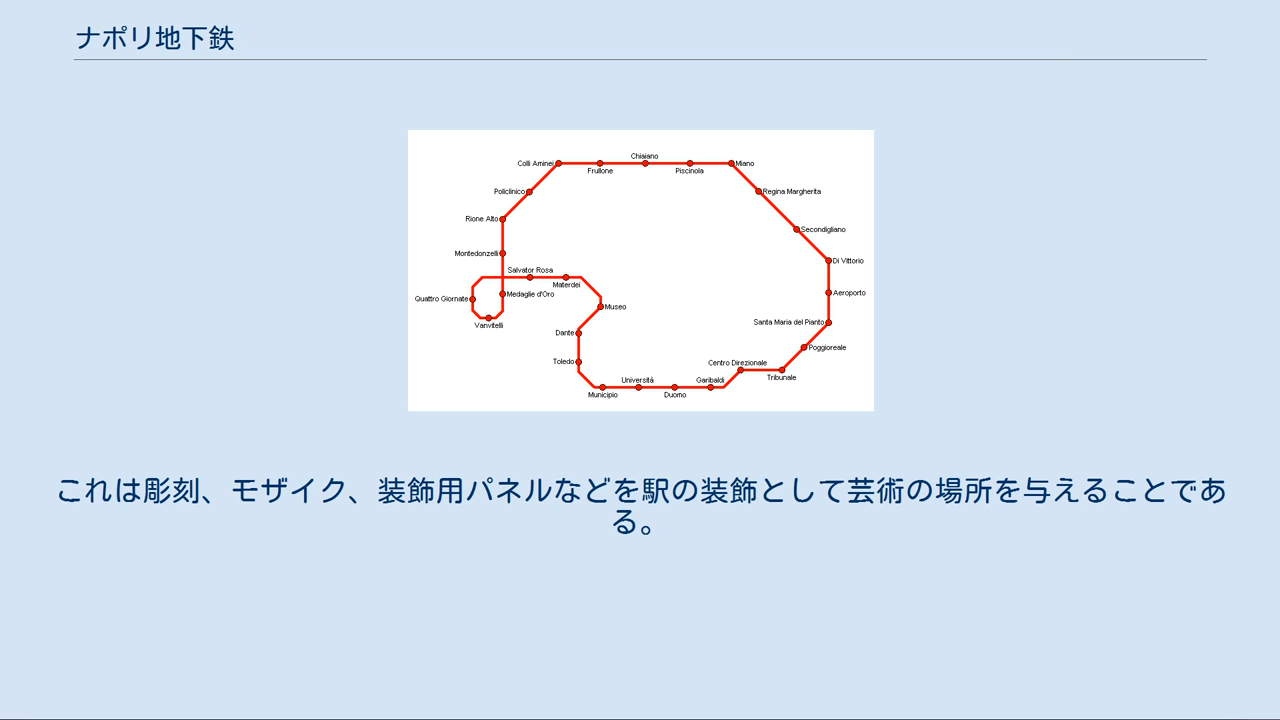 ナポリ地下鉄
Chiaiano
Colli Aminei
Miano
Frullone
Piscinola
Policlinico
Regina Margherita
Rione Alto
Secondigliano
Montedonzelli
Di Vittorio
Salvator Rosa
Materdei
Quattro Giornate
Medaglie d'Oro
Aeroporto
Museo
Vanvitelli
Santa Maria del Pianto
Dante
Poggioreale
Toledo
Centro Direzionale
Tribunale
Università
Garibaldi
Municipio
Duomo
これは彫刻、モザイク、装飾用パネルなどを駅の装飾として芸術の場所を与えることであ
る。